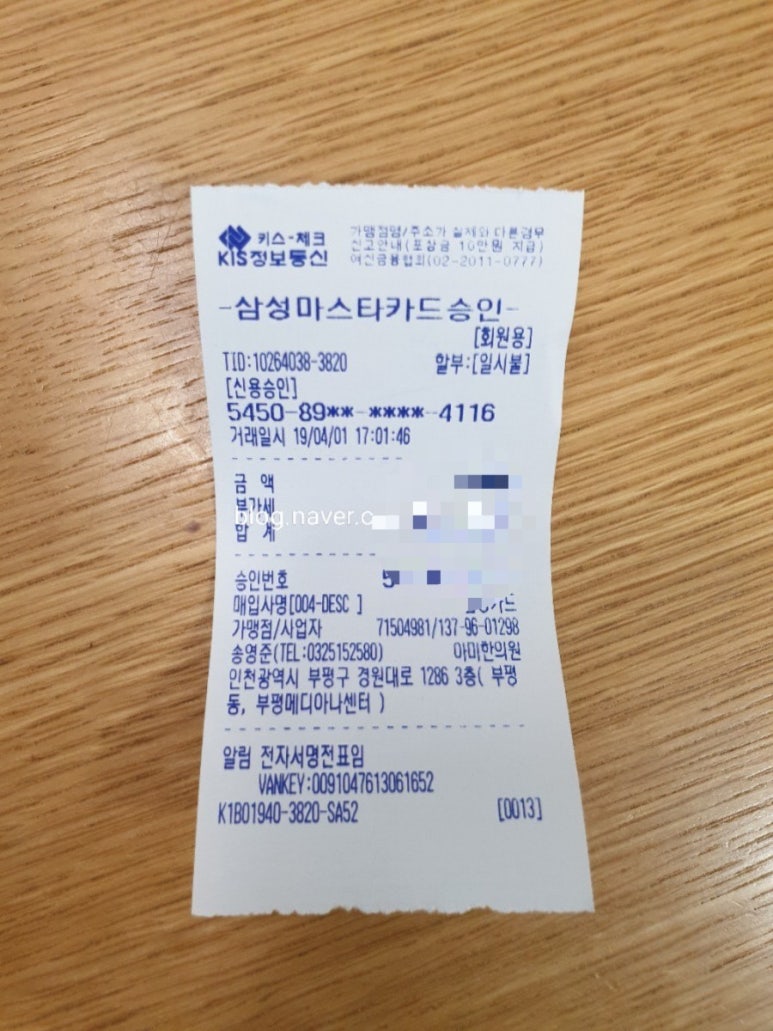 키스-체크
KIS정보통신
가맹점명/주소가 실제와 다른경우
신고안내(포상금 10만원 지급)
여신금융협회(02-2011-0777)
-삼성마스타카드승인-
[회원용]
TID:10264038-3820 할부:[일시불]
[신용승인]
5450-89**-****-4116
거래일시 19/04/01 17:01:46
금 액
부가세
blog.naver.c
합 계
승인번호 5
매입사명[004-DESC ] 카드
가맹점/사업자 71504981/137-96-01298
송영준(TEL:0325152580) 아미한의원
인천광역시 부평구 경원대로 1286 3층( 부평
동, 부평메디아나센터 )
알림 전자서명전표임
VANKEY:0091047613061652
K1B01940-3820-SA52 [0013]